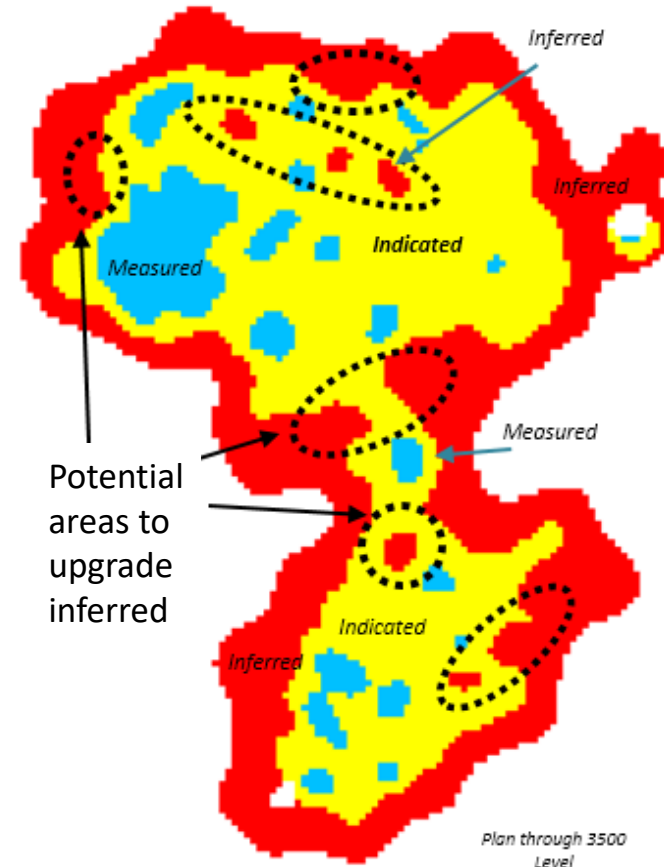 Inferred
Inferred
Indicated
Measured
Measured
Potential
areas to
upgrade
inferred
Indicated
Inferred
Plan through 3500
Level